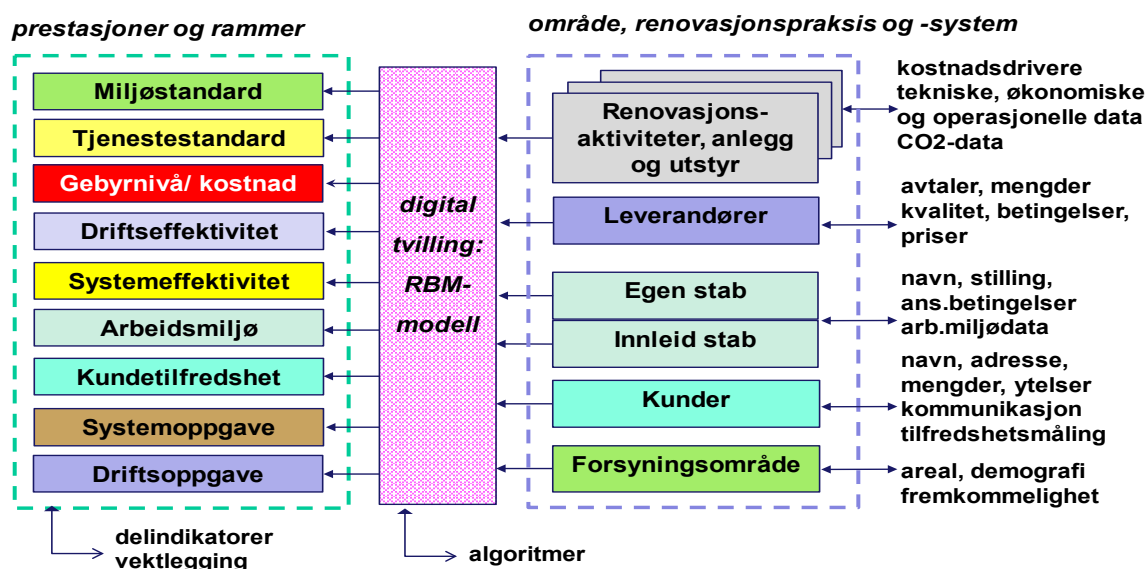 prestasjoner og rammer
Miljøstandard
Tjenestestandard
Gebyrnivå/ kostnad
Driftseffektivitet
Systemeffektivitet
Arbeidsmiljø
Kundetilfredshet
Systemoppgave
Driftsoppgave
delindikatorer
vektlegging
digital
tvilling:
RBM-
modell
algoritmer
område, renovasjonspraksis og -system
Renovasjons-
aktiviteter, anlegg
og utstyr
Leverandører
Egen stab
Innleid stab
Kunder
Forsyningsområde
kostnadsdrivere
tekniske, økonomiske
og operasjonelle data
CO2-data
avtaler, mengder
kvalitet, betingelser,
priser
navn, stilling,
ans.betingelser
arb.miljødata
navn, adresse,
mengder, ytelser
kommunikasjon
tilfredshetsmåling
areal, demografi
fremkommelighet